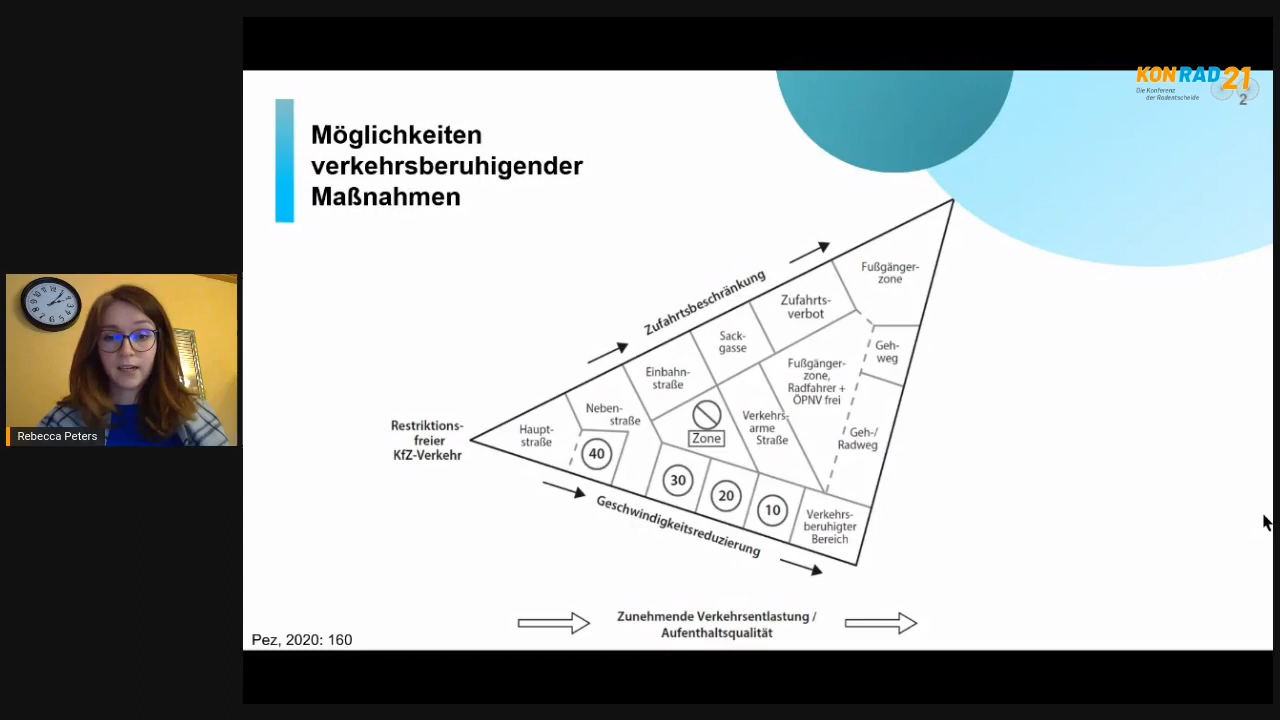 KONRAD21
Die Konferenz
der Radentscheide
2
Möglichkeiten
verkehrsberuhigender
Maßnahmen
Zufahrtsbeschränkung
Fußgänger-
zone
Zufahrts-
verbot
Sack-
gasse
Geh-
weg
Einbahn-
straße
Fußgänger-
zone,
Radfahrer +
ÖPNV frei
Neben-
straße
Verkehrs-
arme
Straße
Zone
Haupt-
straße
Geh-/
Radweg
Restriktions-
freier
KfZ-Verkehr
40
30
20
10
Verkehrs-
beruhigter
Bereich
Geschwindigkeitsreduzierung
Zunehmende Verkehrsentlastung /
Aufenthaltsqualität
Pez, 2020: 160
Rebecca Peters